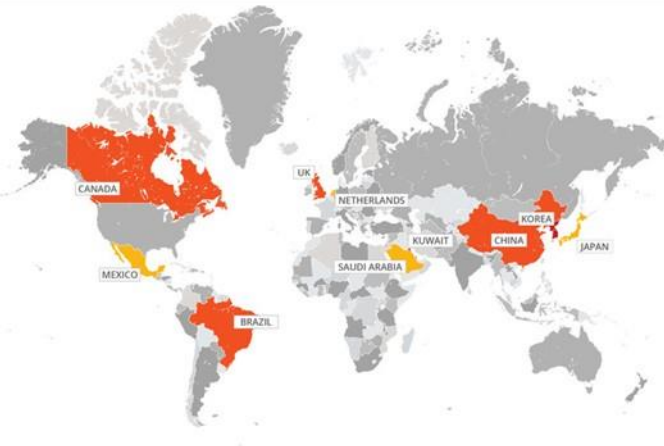 UK
CANADA
NETHERLANDS
KOREA
KUWAIT
CHINA
JAPAN
SAUDI ARABIA
MEXICO
BRAZIL